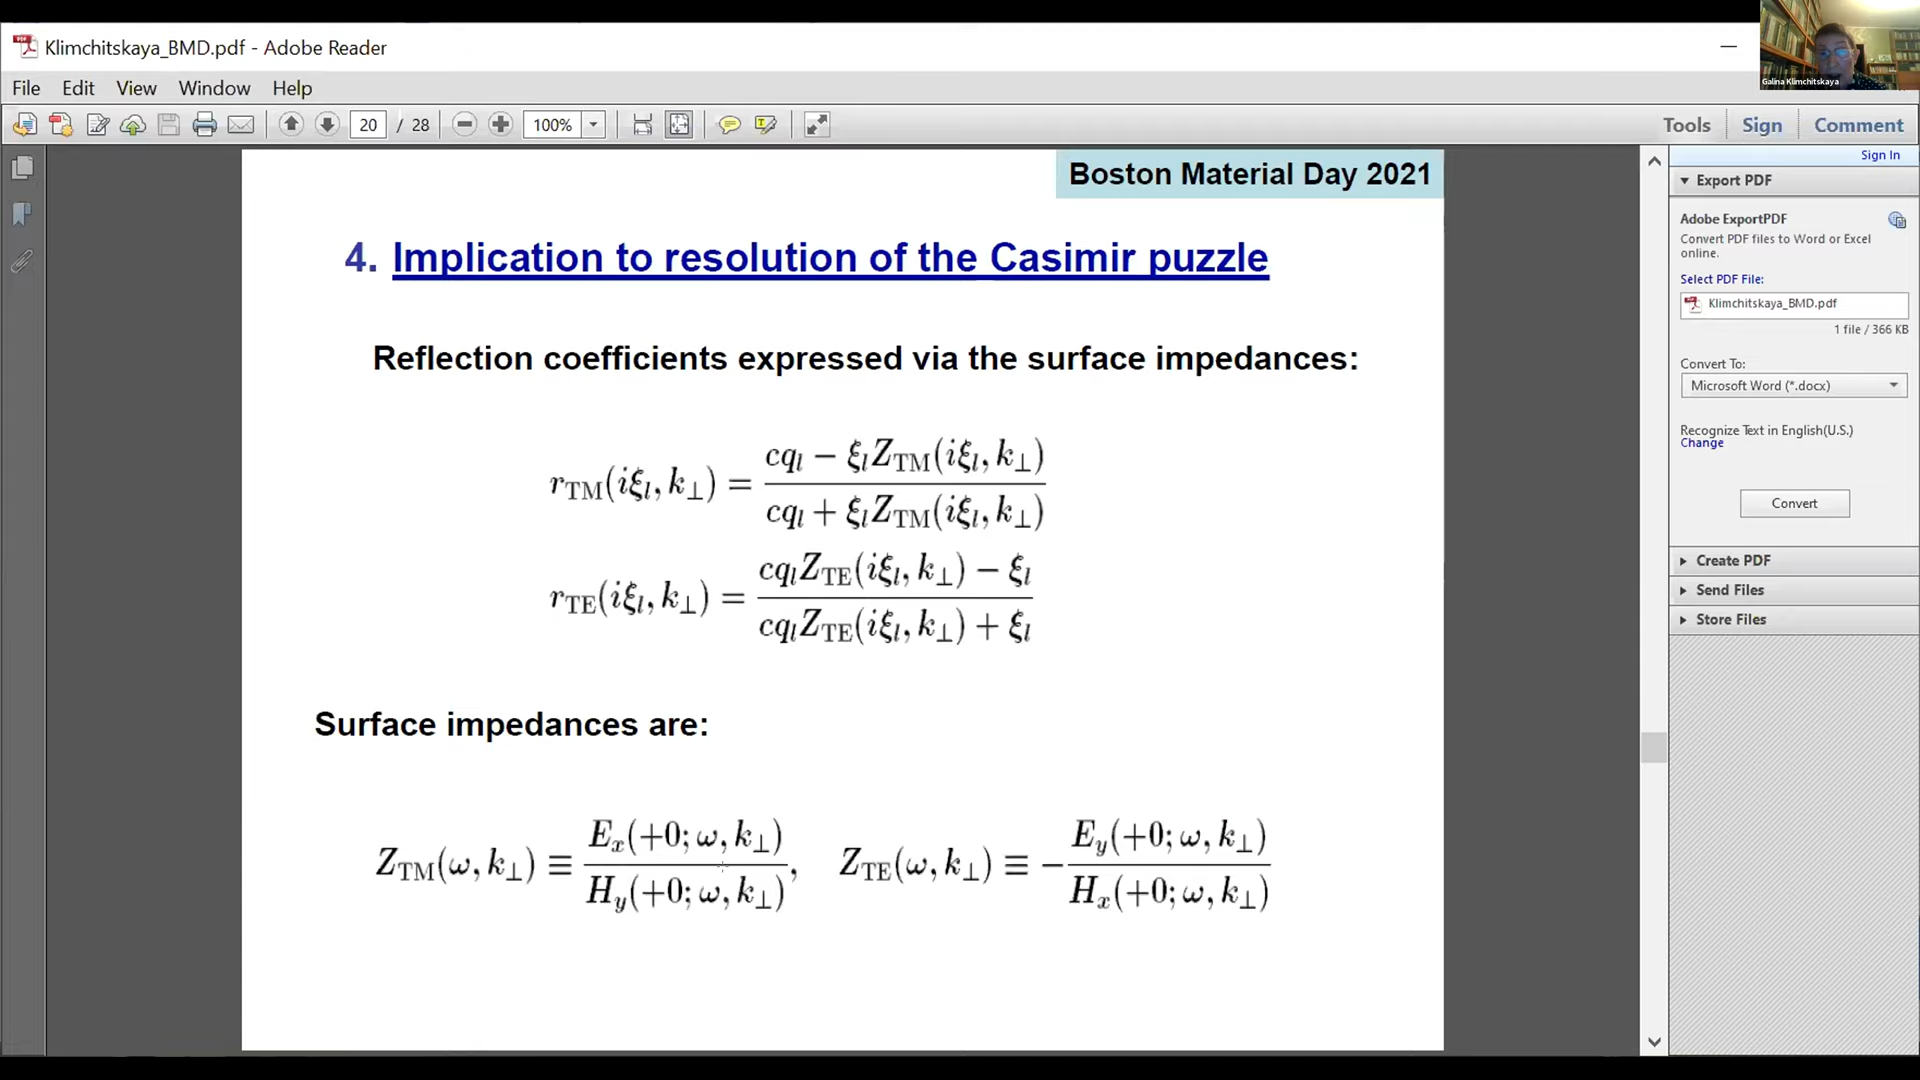 Klimchitskaya_BMD.pdf - Adobe Reader
Galina Klimchitskaya
File Edit View Window Help
20 / 28 100% Tools Sign Comment
Boston Material Day 2021
4. Implication to resolution of the Casimir puzzle
Reflection coefficients expressed via the surface impedances:
r_TM(iξ_l, k_⊥) = (cq_l − ξ_l Z_TM(iξ_l, k_⊥)) / (cq_l + ξ_l Z_TM(iξ_l, k_⊥))
r_TE(iξ_l, k_⊥) = (cq_l Z_TE(iξ_l, k_⊥) − ξ_l) / (cq_l Z_TE(iξ_l, k_⊥) + ξ_l)
Surface impedances are:
Z_TM(ω, k_⊥) ≡ E_x(+0; ω, k_⊥) / H_y(+0; ω, k_⊥), Z_TE(ω, k_⊥) ≡ − E_y(+0; ω, k_⊥) / H_x(+0; ω, k_⊥)
Sign In
Export PDF
Adobe ExportPDF
Convert PDF files to Word or Excel
online.
Select PDF File:
Klimchitskaya_BMD.pdf
1 file / 366 KB
Convert To:
Microsoft Word (*.docx)
Recognize Text in English(U.S.)
Change
Convert
Create PDF
Send Files
Store Files